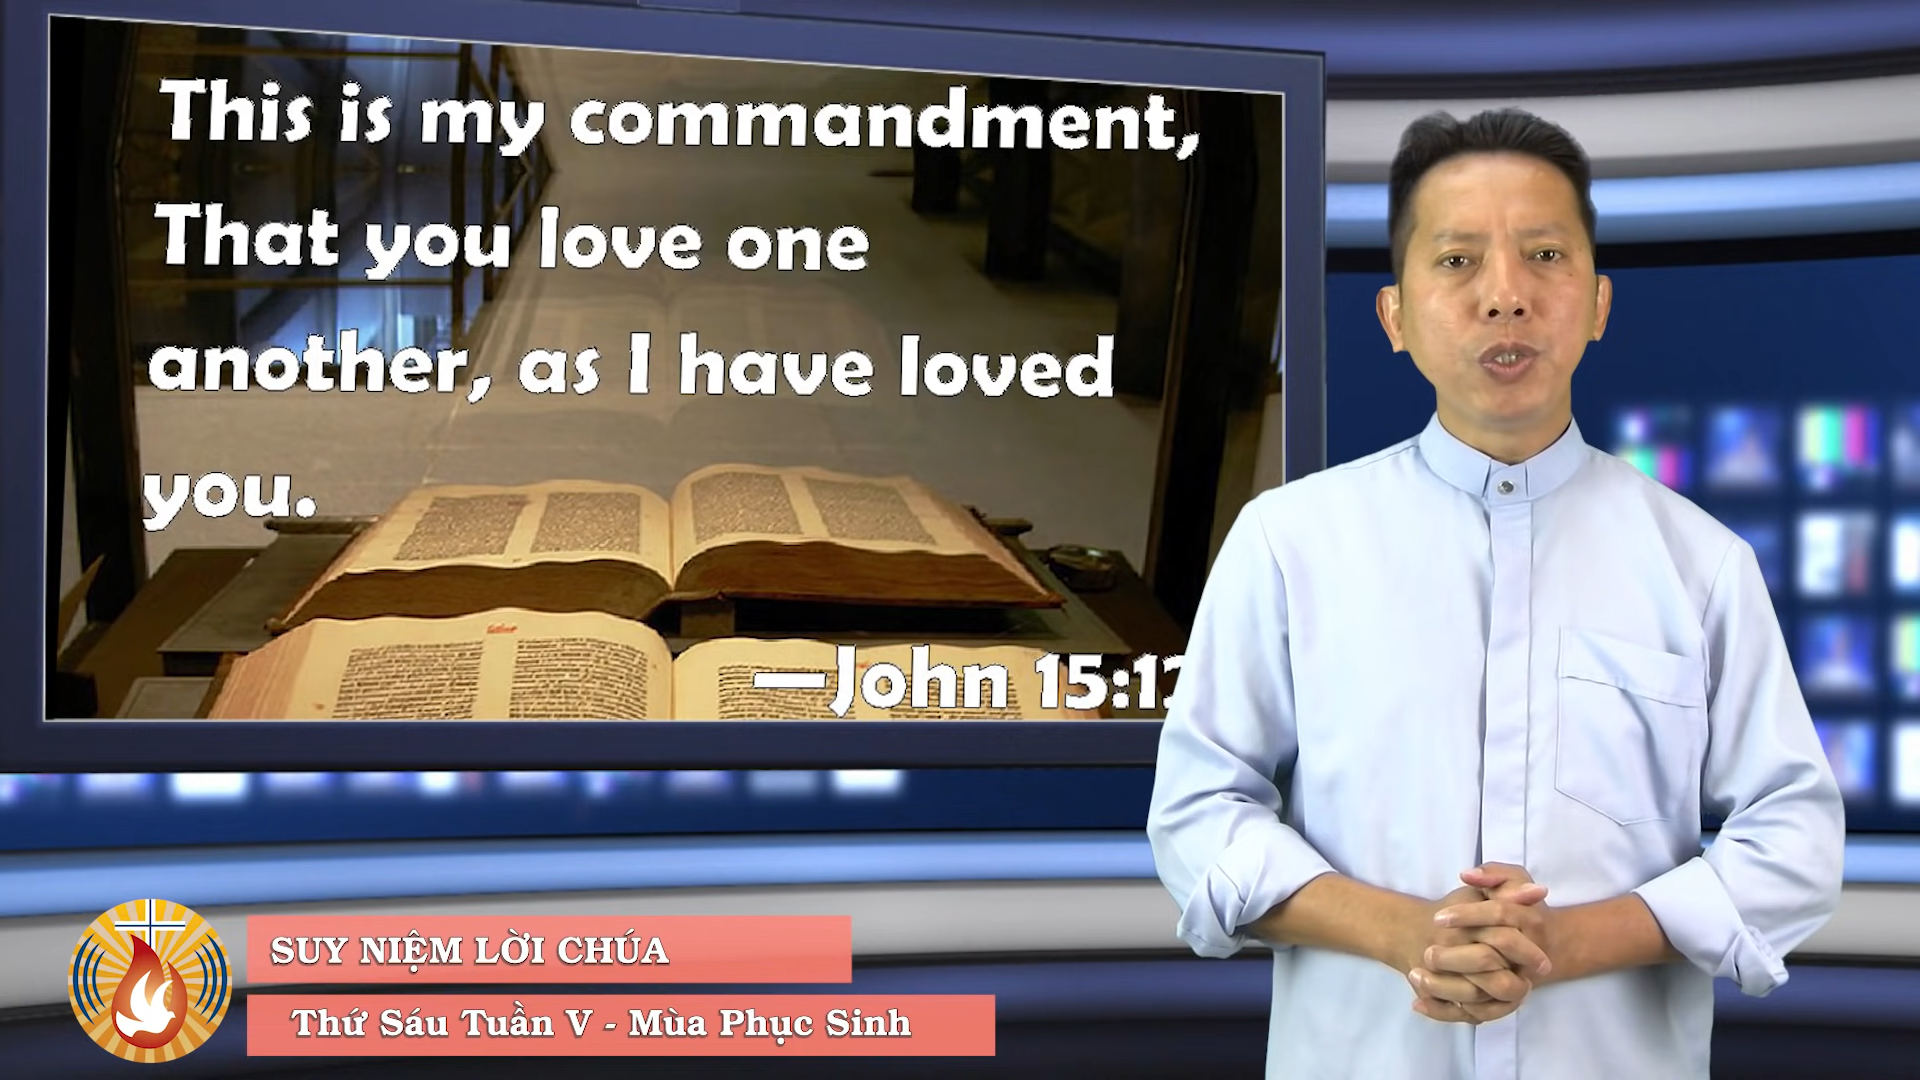 This is my commandment,
That you love one
another, as I have loved
you.
—John 15:12
SUY NIỆM LỜI CHÚA
Thứ Sáu Tuần V - Mùa Phục Sinh